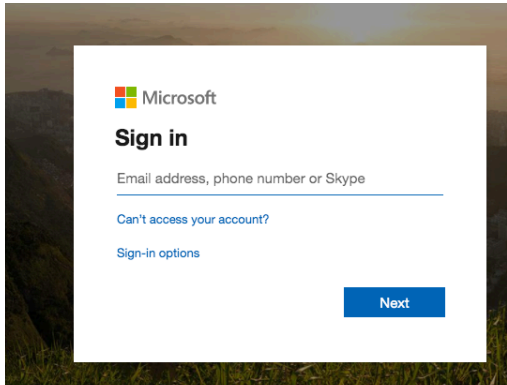 Microsoft
Sign in
Email address, phone number or Skype
Can't access your account?
Sign-in options
Next